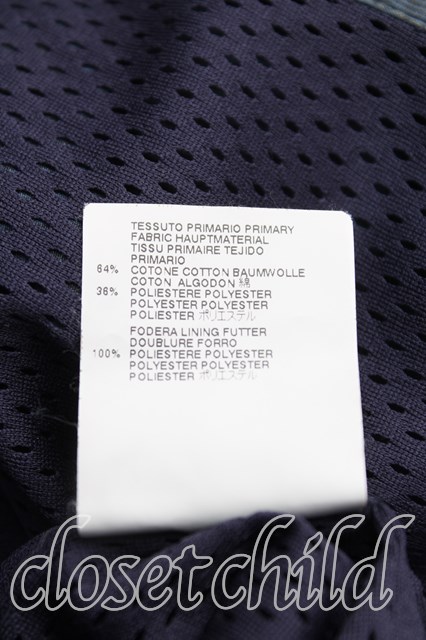 TESSUTO PRIMARIO PRIMARY
FABRIC HAUPTMATERIAL
TISSU PRIMAIRE TEJIDO
PRIMARIO
64% COTONE COTTON BAUMWOLLE
COTON ALGODON 綿
36% POLIESTERE POLYESTER
POLYESTER POLYESTER
POLIESTER ポリエステル
FODERA LINING FUTTER
DOUBLURE FORRO
100% POLIESTERE POLYESTER
POLYESTER POLYESTER
POLIESTER ポリエステル
closet child